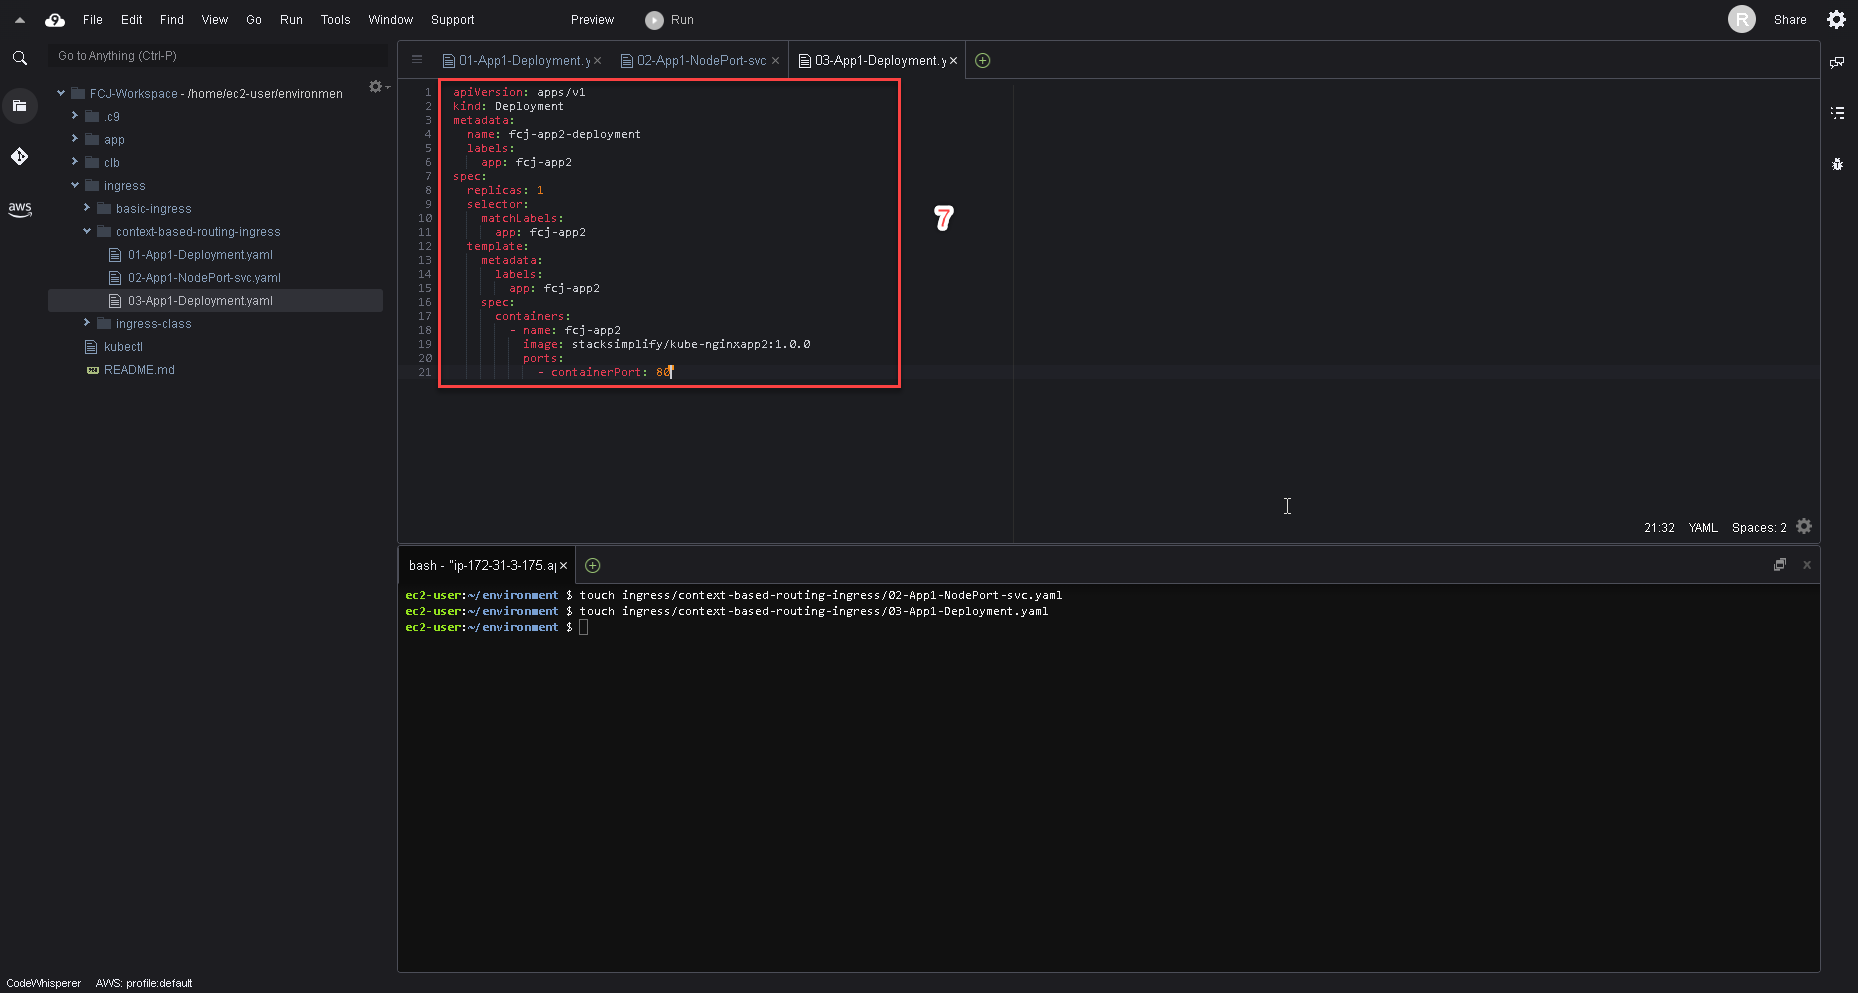 9 File Edit Find View Go Run Tools Window Support Preview Run R Share
Go to Anything (Ctrl-P)
01-App1-Deployment.y × 02-App1-NodePort-svc × 03-App1-Deployment.y ×
FCJ-Workspace - /home/ec2-user/environmen
.c9
app
clb
ingress
basic-ingress
context-based-routing-ingress
01-App1-Deployment.yaml
02-App1-NodePort-svc.yaml
03-App1-Deployment.yaml
ingress-class
kubectl
README.md
aws
1 apiVersion: apps/v1
2 kind: Deployment
3 metadata:
4 name: fcj-app2-deployment
5 labels:
6 app: fcj-app2
7 spec:
8 replicas: 1
9 selector:
10 matchLabels:
11 app: fcj-app2
12 template:
13 metadata:
14 labels:
15 app: fcj-app2
16 spec:
17 containers:
18 - name: fcj-app2
19 image: stacksimplify/kube-nginxapp2:1.0.0
20 ports:
21 - containerPort: 80
7
21:32 YAML Spaces: 2
bash - "ip-172-31-3-175.ap ×
ec2-user:~/environment $ touch ingress/context-based-routing-ingress/02-App1-NodePort-svc.yaml
ec2-user:~/environment $ touch ingress/context-based-routing-ingress/03-App1-Deployment.yaml
ec2-user:~/environment $
CodeWhisperer AWS: profile:default